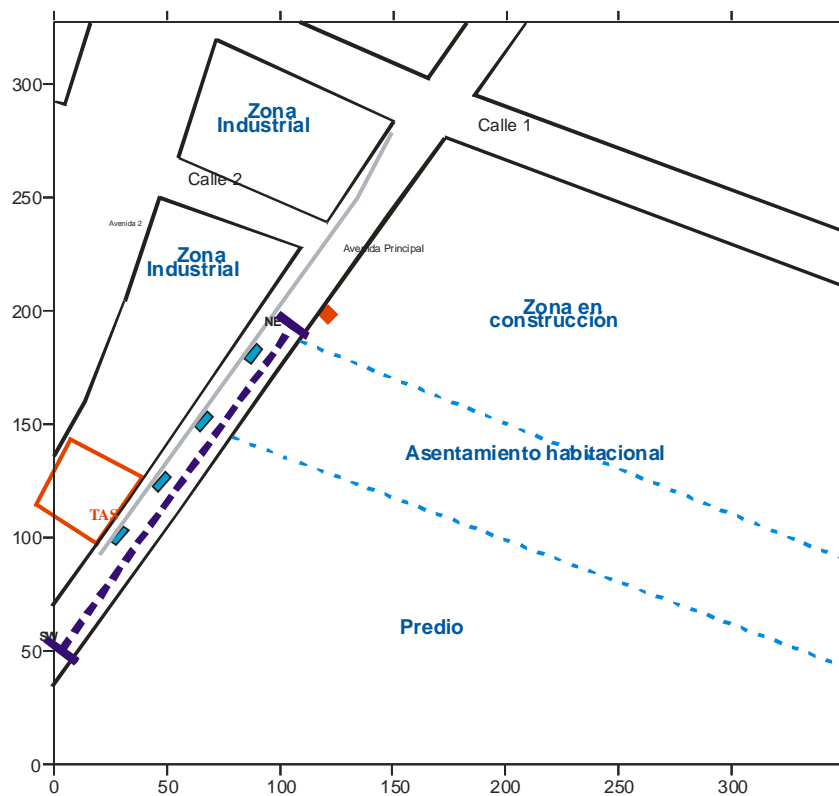 300
250
200
150
100
50
0
Zona
Industrial
Calle 1
Calle 2
Avenida 2
Avenida Principal
Zona
Industrial
NE
Zona en
construcción
Asentamiento habitacional
TAS
Predio
SW
0
50
100
150
200
250
300